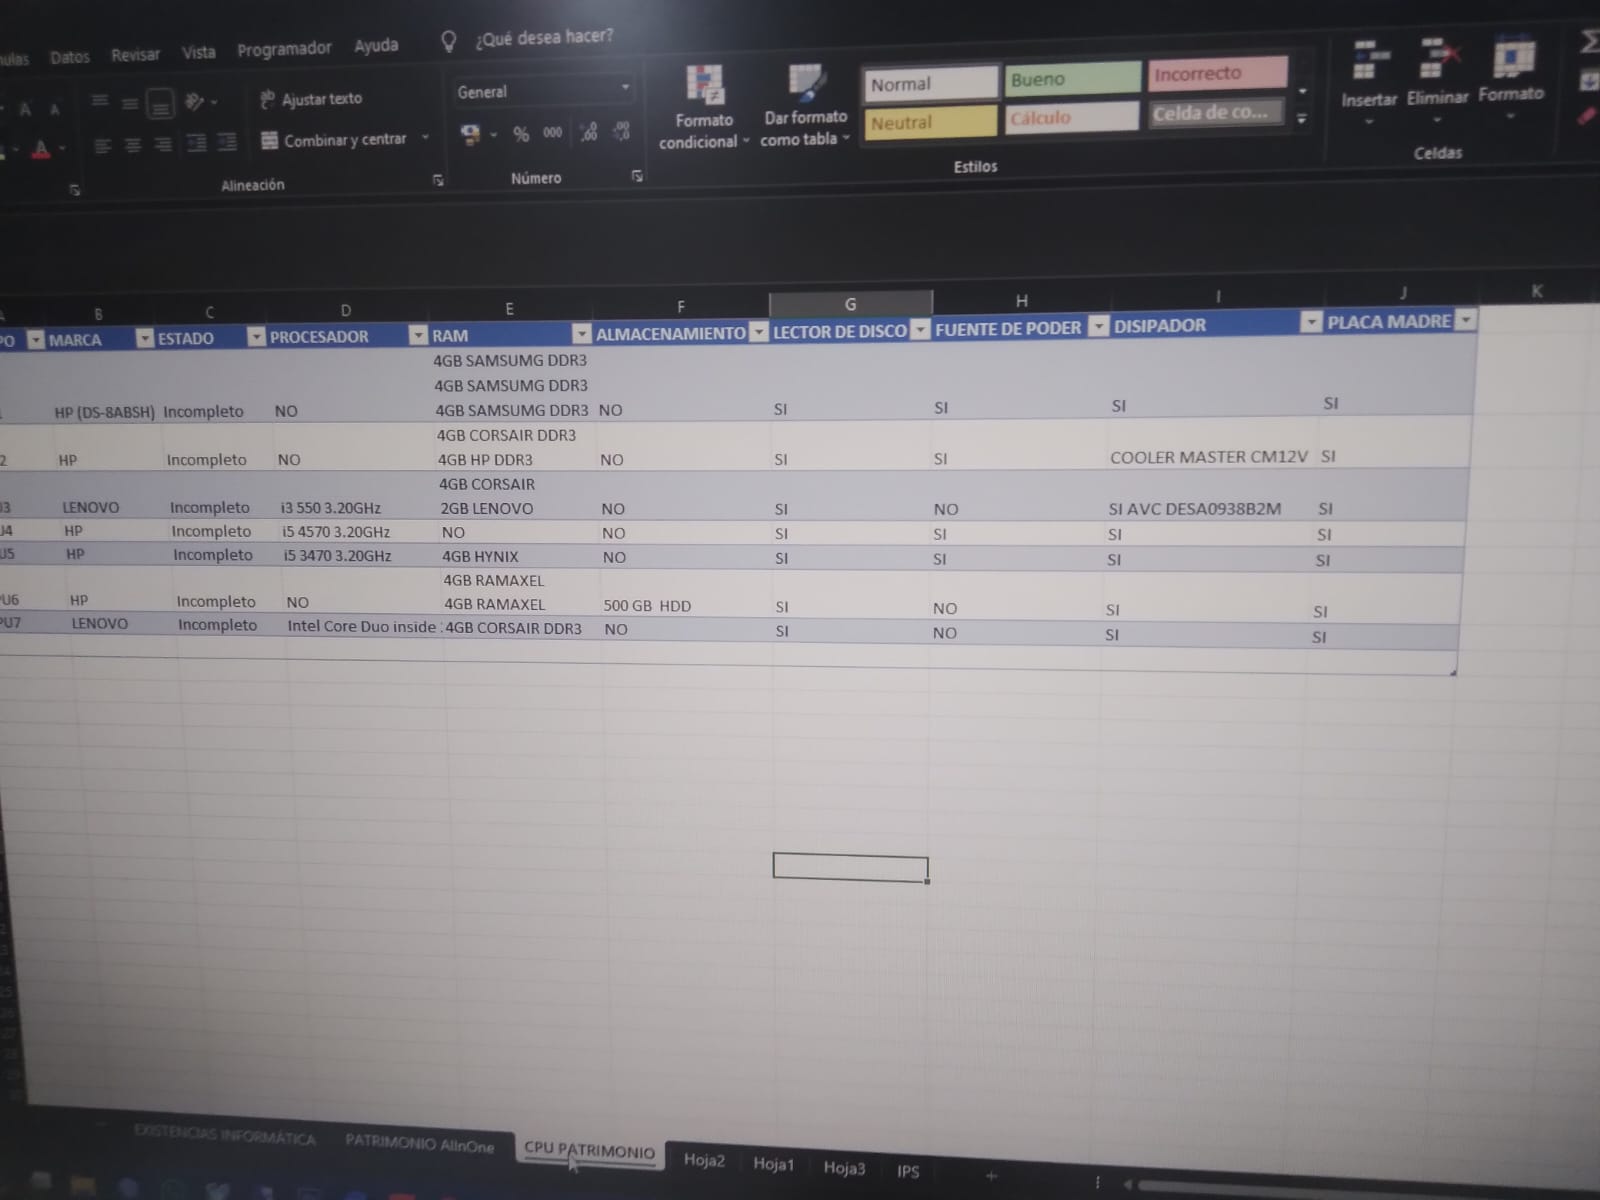 Datos Revisar Vista Programador Ayuda ¿Qué desea hacer?
Ajustar texto
Combinar y centrar
Alineación
General
% 000
Número
Formato condicional
Dar formato como tabla
Normal Bueno Incorrecto
Neutral Cálculo Celda de co...
Estilos
Insertar Eliminar Formato
Celdas
B C D E F G H I J K
PO MARCA ESTADO PROCESADOR RAM ALMACENAMIENTO LECTOR DE DISCO FUENTE DE PODER DISIPADOR PLACA MADRE
4GB SAMSUMG DDR3
4GB SAMSUMG DDR3
HP (DS-8ABSH) Incompleto NO 4GB SAMSUMG DDR3 NO SI SI SI SI
4GB CORSAIR DDR3
2 HP Incompleto NO 4GB HP DDR3 NO SI SI COOLER MASTER CM12V SI
4GB CORSAIR
U3 LENOVO Incompleto i3 550 3.20GHz 2GB LENOVO NO SI NO SI AVC DESA0938B2M SI
U4 HP Incompleto i5 4570 3.20GHz NO NO SI SI SI SI
U5 HP Incompleto i5 3470 3.20GHz 4GB HYNIX NO SI SI SI SI
4GB RAMAXEL
PU6 HP Incompleto NO 4GB RAMAXEL 500 GB HDD SI NO SI SI
PU7 LENOVO Incompleto Intel Core Duo inside 4GB CORSAIR DDR3 NO SI NO SI SI
EXISTENCIAS INFORMÁTICA PATRIMONIO AllnOne CPU PATRIMONIO Hoja2 Hoja1 Hoja3 IPS